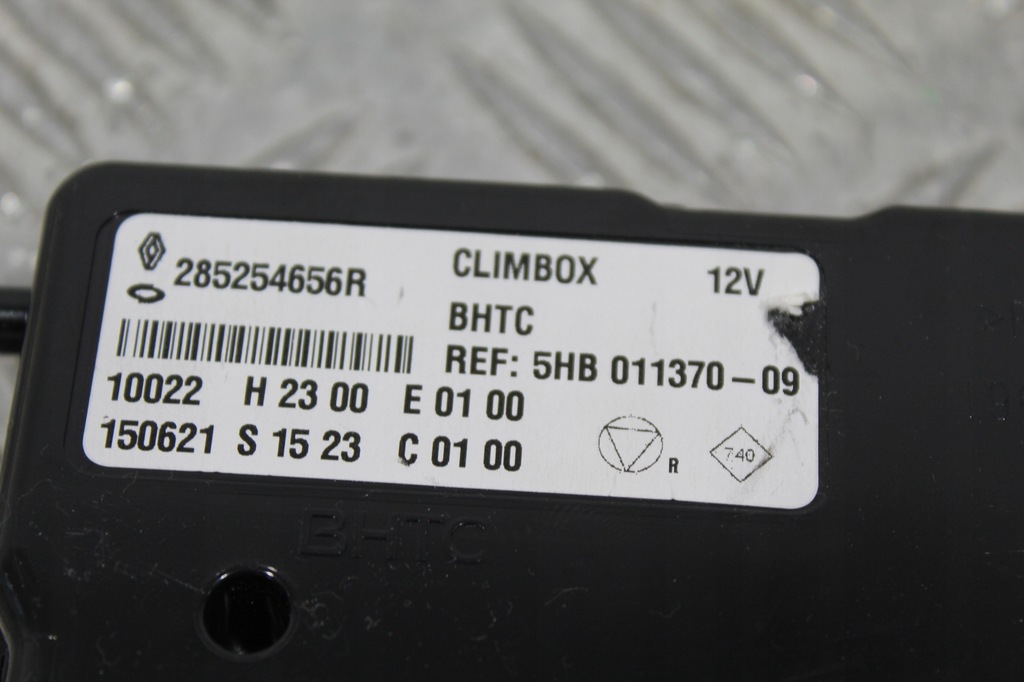 285254656R
CLIMBOX 12V
BHTC
REF: 5HB 011370-09
10022 H 23 00 E 01 00
150621 S 15 23 C 01 00
R
740
BHTC